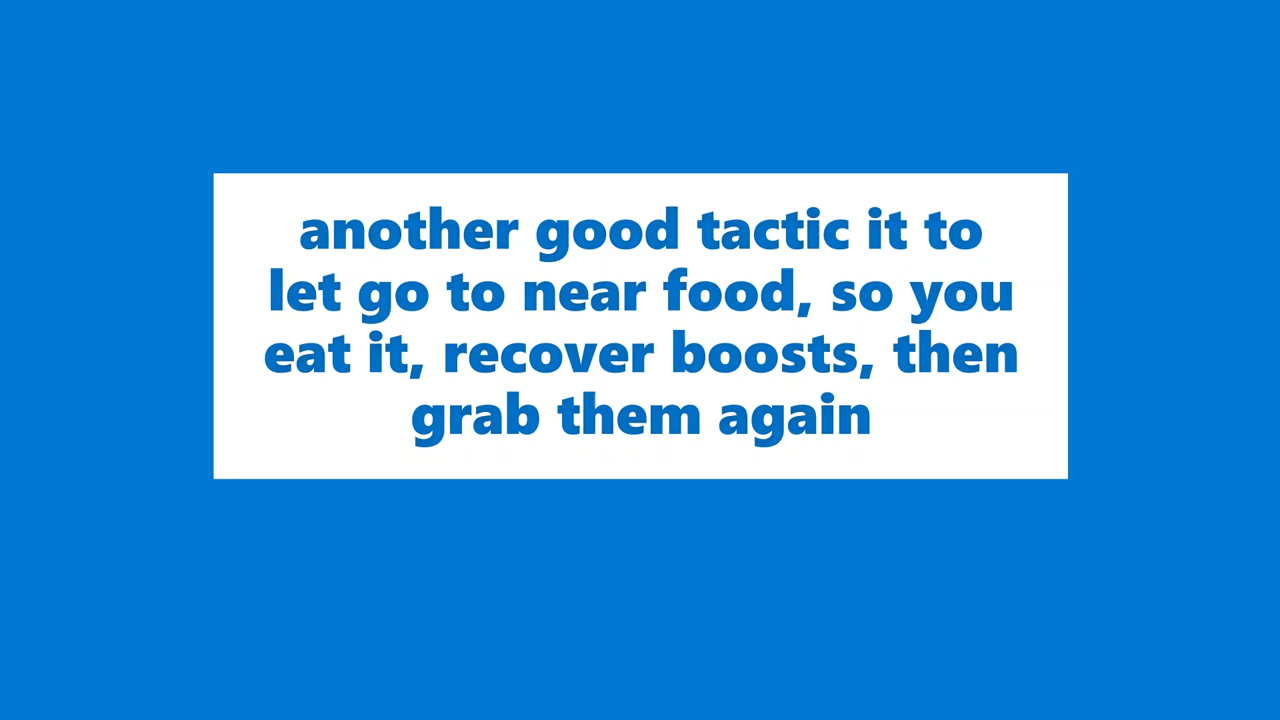 another good tactic it to
let go to near food, so you
eat it, recover boosts, then
grab them again